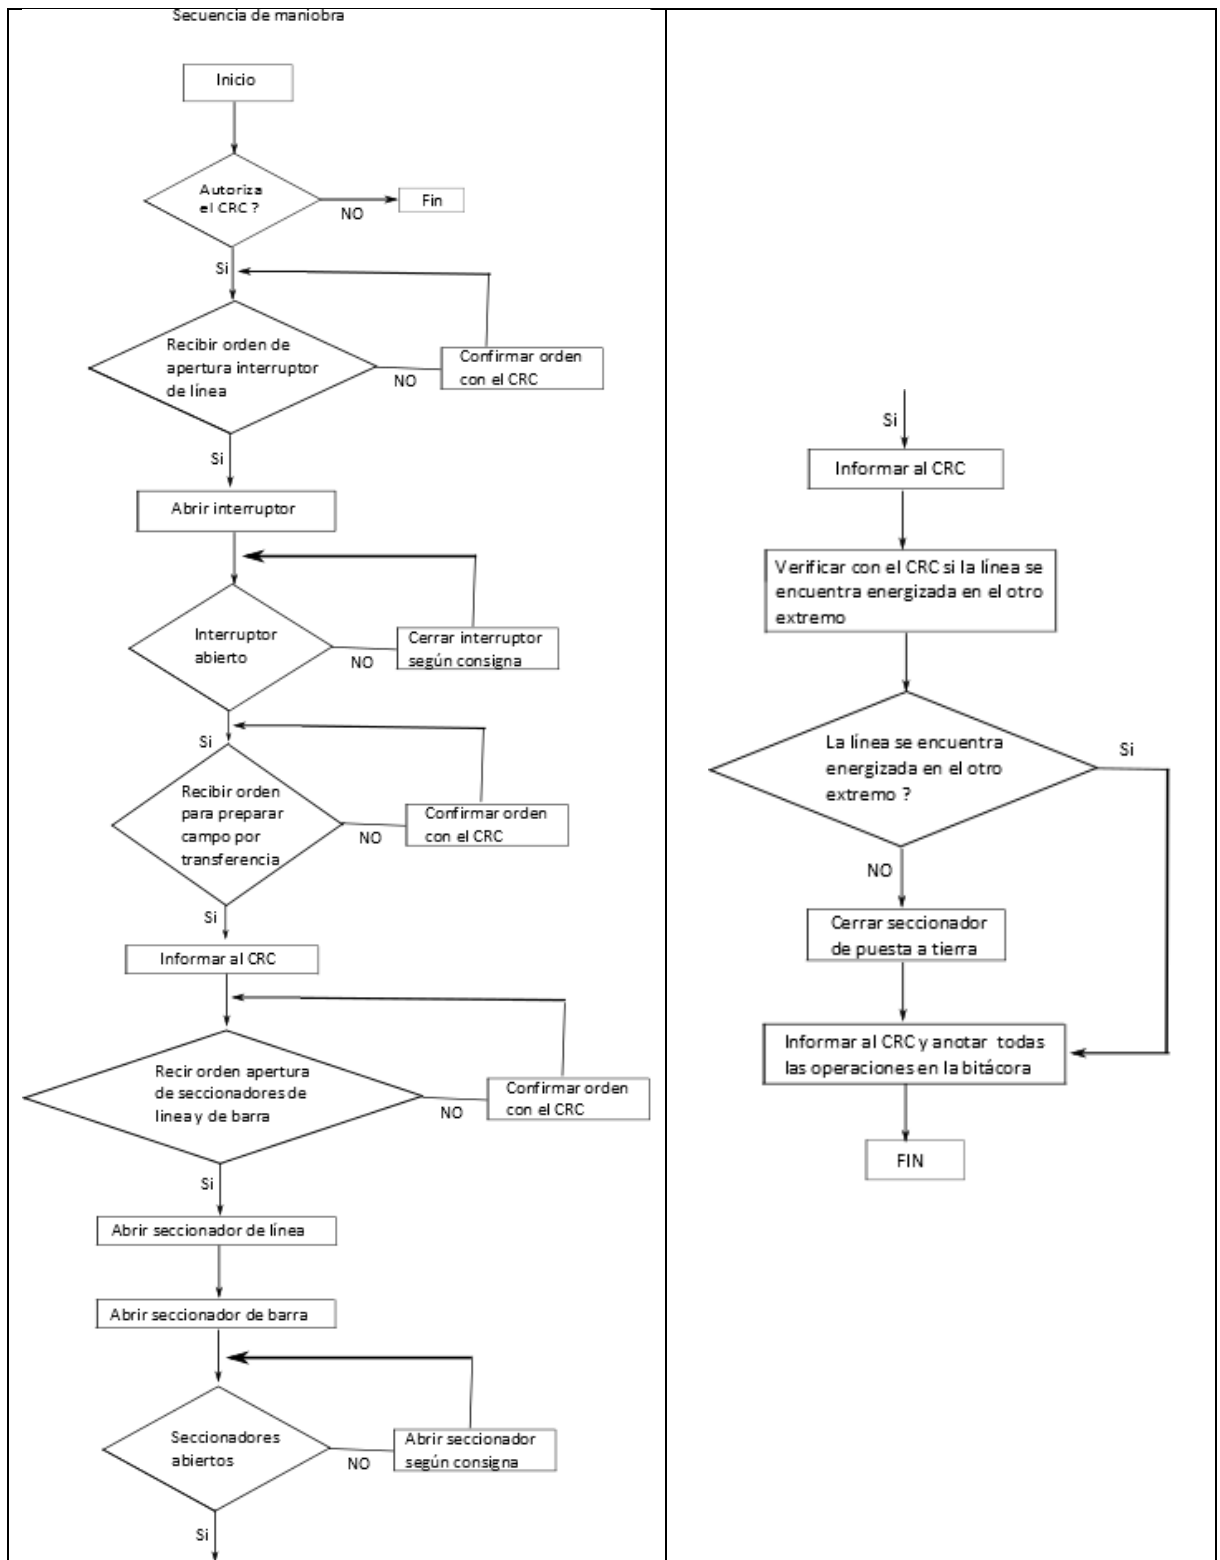 Secuencia de maniobra
Inicio
Autoriza
el CRC ?
NO
Fin
Si
Recibir orden de
apertura interruptor
de línea
NO
Confirmar orden
con el CRC
Si
Abrir interruptor
Interruptor
abierto
NO
Cerrar interruptor
según consigna
Si
Recibir orden
para preparar
campo por
transferencia
NO
Confirmar orden
con el CRC
Si
Informar al CRC
Recir orden apertura
de seccionadores de
linea y de barra
NO
Confirmar orden
con el CRC
Si
Abrir seccionador de línea
Abrir seccionador de barra
Seccionadores
abiertos
NO
Abrir seccionador
según consigna
Si
Si
Informar al CRC
Verificar con el CRC si la línea se
encuentra energizada en el otro
extremo
La línea se encuentra
energizada en el otro
extremo ?
Si
NO
Cerrar seccionador
de puesta a tierra
Informar al CRC y anotar todas
las operaciones en la bitácora
FIN